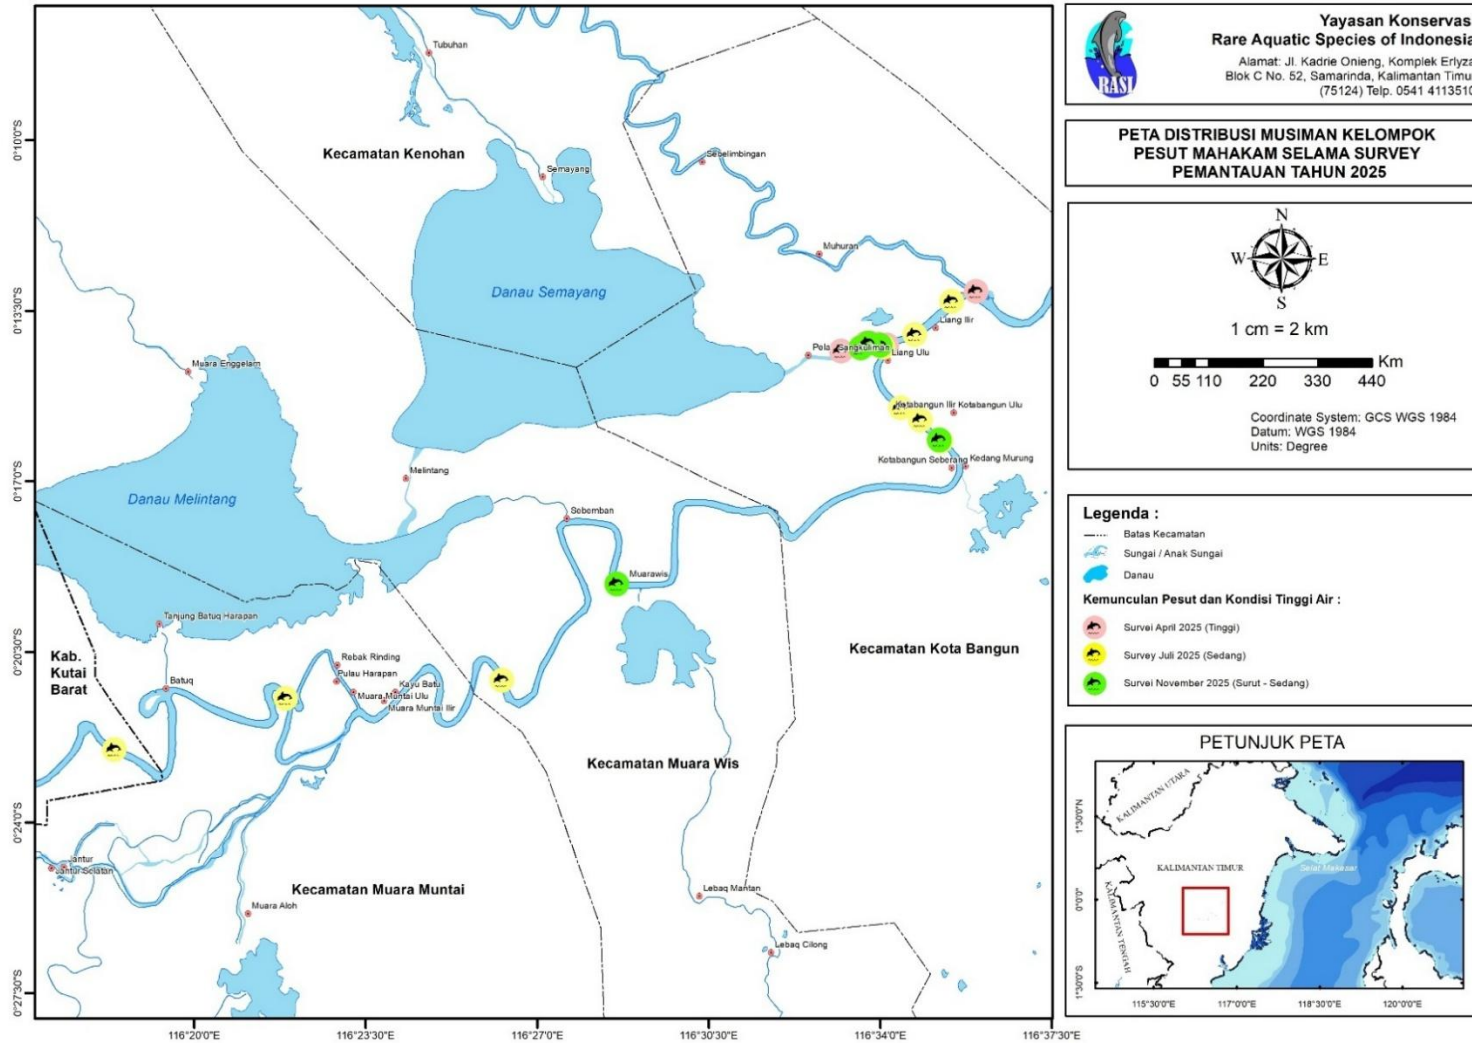 Tubuhan
Kecamatan Kenohan
Semayang
Sebelimbingan
Muhuran
Danau Semayang
Liang Ilir
Pela
Sangkuliman
Liang Ulu
Muara Enggelam
Kotabangun Ilir
Kotabangun Ulu
Kotabangun Seberang
Kedang Murung
Melintang
Danau Melintang
Sebemban
Muarawis
Tanjung Batuq Harapan
Kecamatan Kota Bangun
Kab.
Kutai
Barat
Rebak Rinding
Pulau Harapan
Batuq
Kayu Batu
Muara Muntai Ulu
Muara Muntai Ilir
Kecamatan Muara Wis
Jantur
Jantur Selatan
Kecamatan Muara Muntai
Lebaq Mantan
Muara Aloh
Lebaq Cilong
0°10'0"S
0°13'30"S
0°17'0"S
0°20'30"S
0°24'0"S
0°27'30"S
116°20'0"E
116°23'30"E
116°27'0"E
116°30'30"E
116°34'0"E
116°37'30"E
RASI
Yayasan Konservas
Rare Aquatic Species of Indonesia
Alamat: Jl. Kadrie Onieng, Komplek Erlyza
Blok C No. 52, Samarinda, Kalimantan Timu
(75124) Telp. 0541 4113510
PETA DISTRIBUSI MUSIMAN KELOMPOK
PESUT MAHAKAM SELAMA SURVEY
PEMANTAUAN TAHUN 2025
N
W E
S
1 cm = 2 km
Km
0 55 110 220 330 440
Coordinate System: GCS WGS 1984
Datum: WGS 1984
Units: Degree
Legenda :
Batas Kecamatan
Sungai / Anak Sungai
Danau
Kemunculan Pesut dan Kondisi Tinggi Air :
Survei April 2025 (Tinggi)
Survey Juli 2025 (Sedang)
Survei November 2025 (Surut - Sedang)
PETUNJUK PETA
KALIMANTAN UTARA
KALIMANTAN TIMUR
Selat Makasar
KALIMANTAN TENGAH
1°30'0"N
0°0'0"
1°30'0"S
115°30'0"E
117°0'0"E
118°30'0"E
120°0'0"E